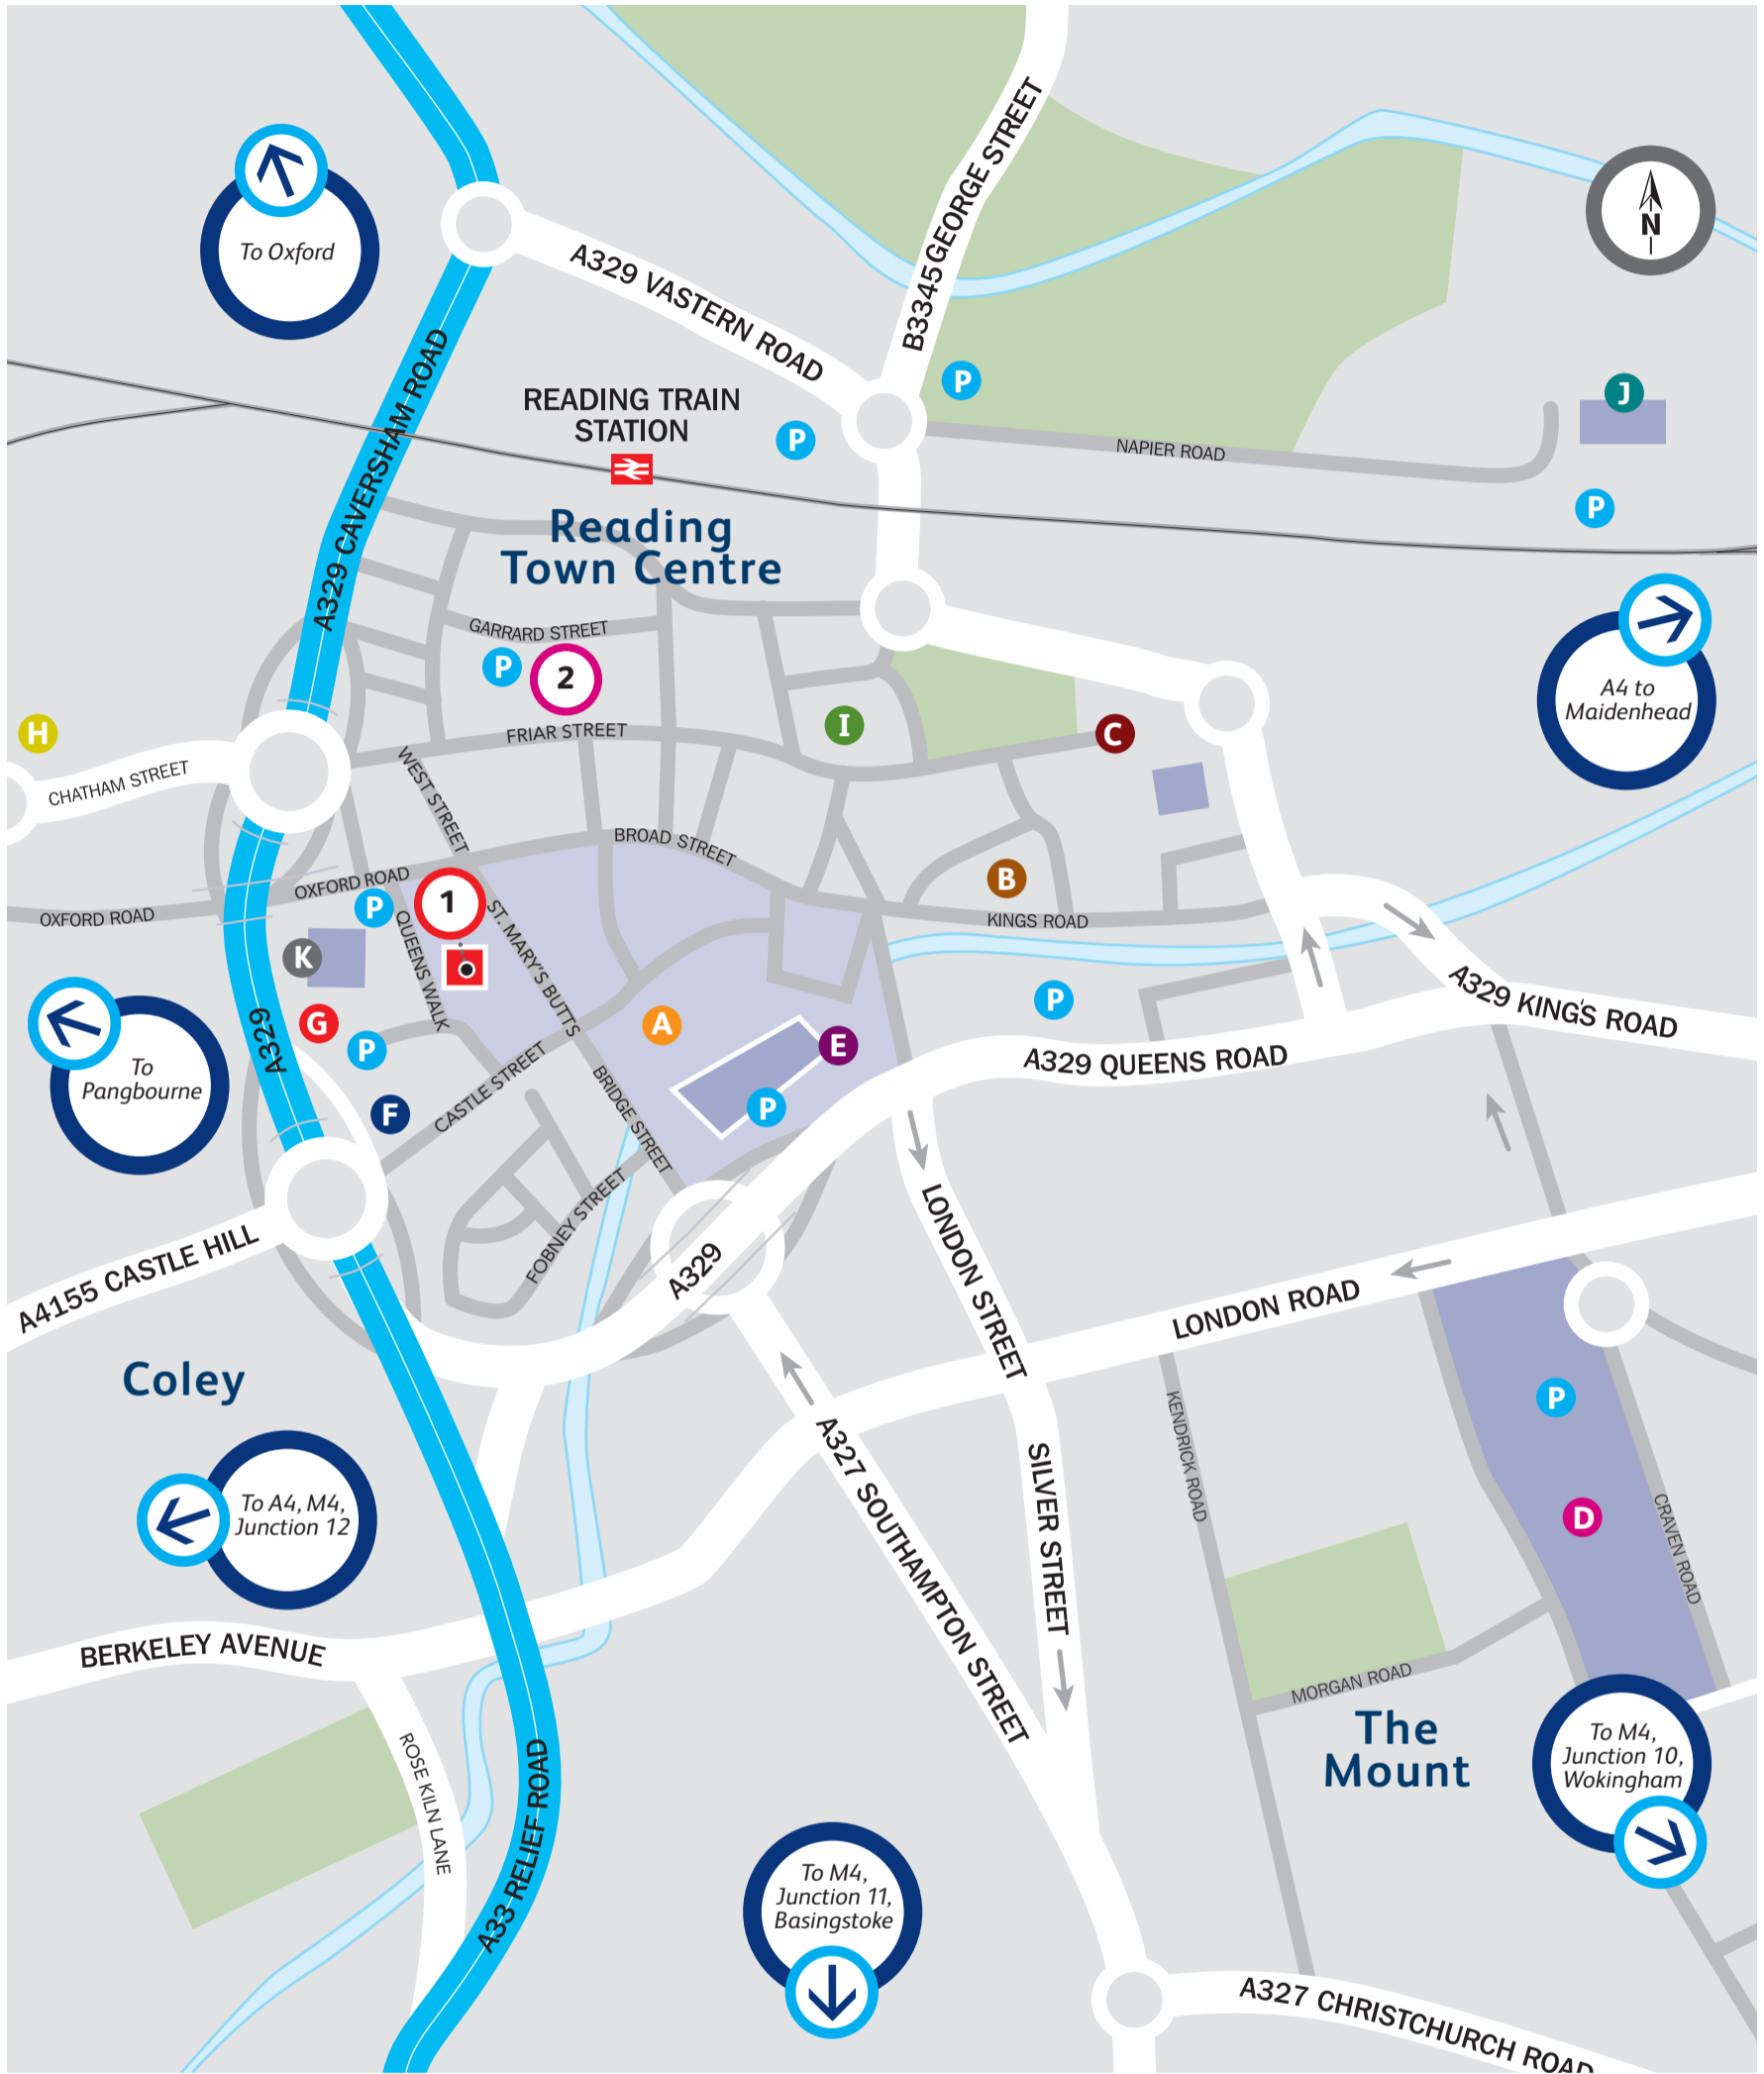 B3345 GEORGE STREET
N
To Oxford
A329 VASTERN ROAD
A329 CAVERSHAM ROAD
READING TRAIN
STATION
P
P
J
NAPIER ROAD
P
Reading
Town Centre
GARRARD STREET
P
2
A4 to
Maidenhead
H
I
C
FRIAR STREET
CHATHAM STREET
WEST STREET
BROAD STREET
OXFORD ROAD
OXFORD ROAD
P
1
B
KINGS ROAD
QUEENS WALK
ST. MARY'S BUTTS
K
P
A329 KING'S ROAD
G
A
E
A329
P
A329 QUEENS ROAD
To
Pangbourne
CASTLE STREET
F
P
BRIDGE STREET
FOBNEY STREET
A329
LONDON STREET
A4155 CASTLE HILL
LONDON ROAD
Coley
P
KENDRICK ROAD
A327 SOUTHAMPTON STREET
SILVER STREET
To A4, M4,
Junction 12
D
CRAVEN ROAD
BERKELEY AVENUE
MORGAN ROAD
The
Mount
To M4,
Junction 10,
Wokingham
ROSE KILN LANE
A33 RELIEF ROAD
To M4,
Junction 11,
Basingstoke
A327 CHRISTCHURCH ROAD